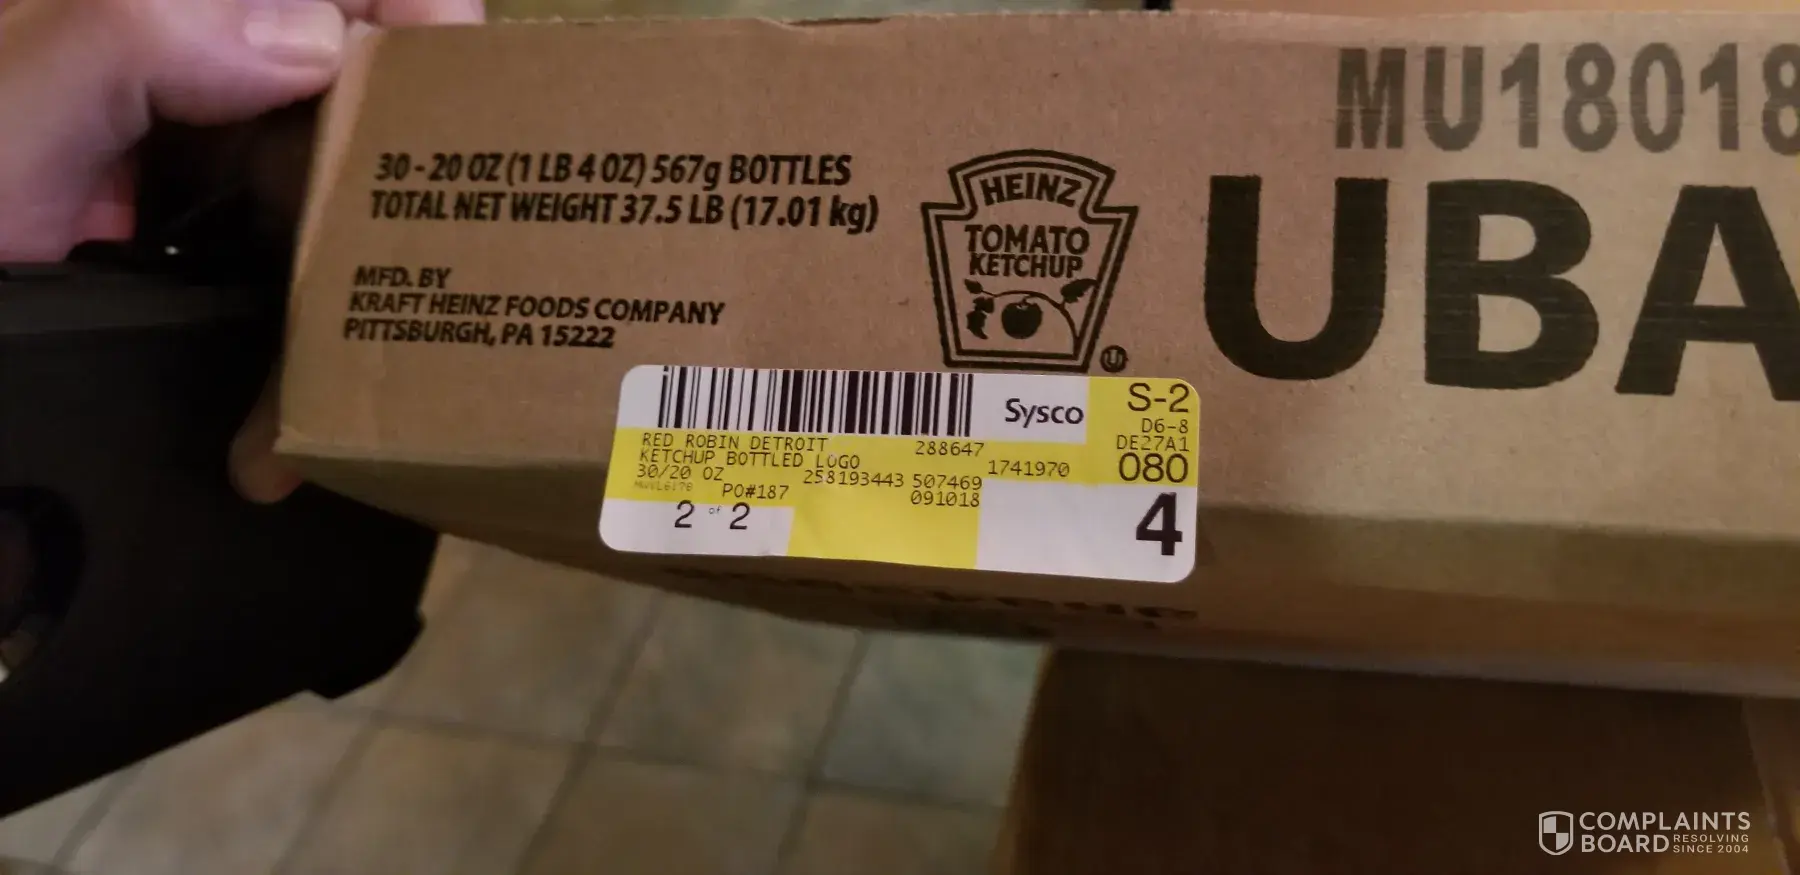 MU18018
30 - 20 OZ (1 LB 4 OZ) 567g BOTTLES
TOTAL NET WEIGHT 37.5 LB (17.01 kg)
MFD. BY
KRAFT HEINZ FOODS COMPANY
PITTSBURGH, PA 15222
HEINZ
TOMATO
KETCHUP
U
UBA
Sysco
S-2
D6-8
DE27A1
080
4
RED ROBIN DETROIT 288647
KETCHUP BOTTLED LOGO 1741970
30/20 OZ 258193443 507469
PO#187 091018
2 of 2
COMPLAINTS
BOARD RESOLVING
SINCE 2004